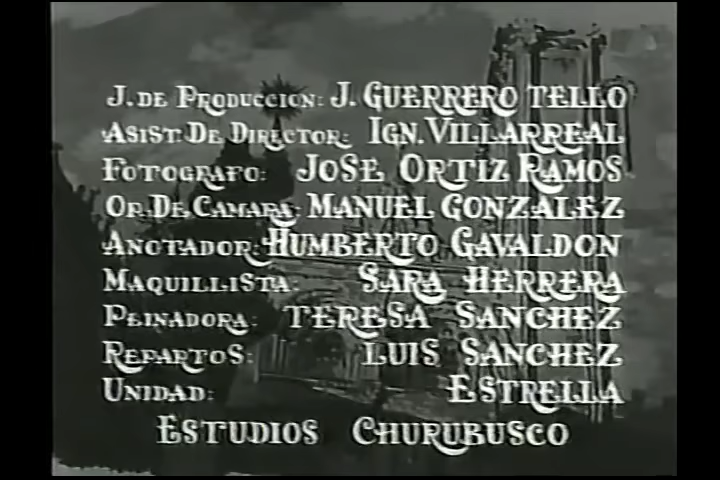 J. DE PRODUCCION: J. GUERRERO TELLO
ASIST. DE DIRECTOR: IGN. VILLARREAL
FOTOGRAFO: JOSE ORTIZ RAMOS
OP. DE CAMARA: MANUEL GONZALEZ
ANOTADOR: HUMBERTO GAVALDON
MAQUILLISTA: SARA HERRERA
PEINADORA: TERESA SANCHEZ
REPARTOS: LUIS SANCHEZ
UNIDAD: ESTRELLA
ESTUDIOS CHURUBUSCO